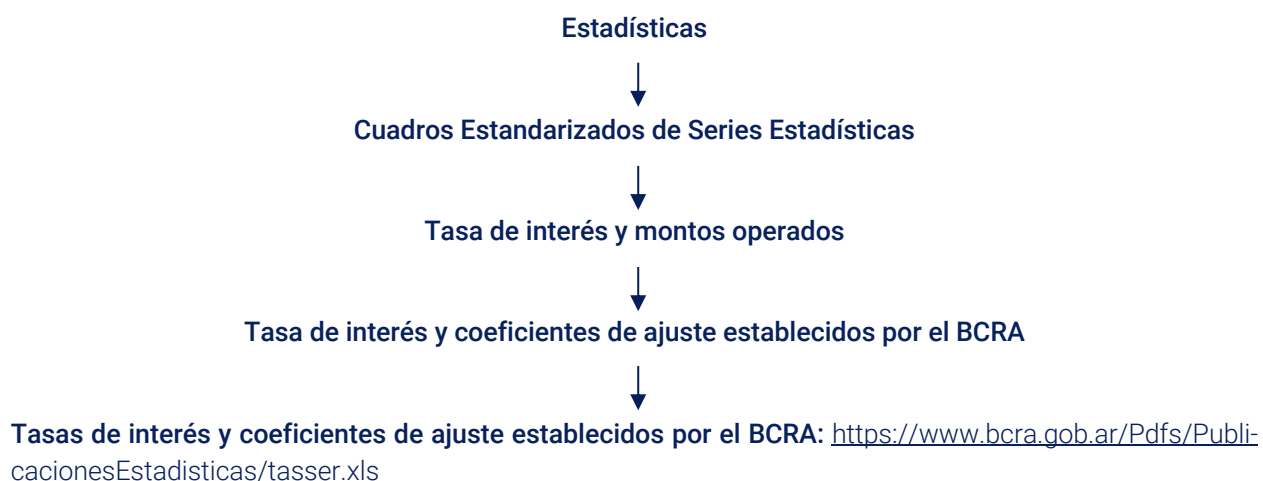 Estadísticas
Cuadros Estandarizados de Series Estadísticas
Tasa de interés y montos operados
Tasa de interés y coeficientes de ajuste establecidos por el BCRA
Tasas de interés y coeficientes de ajuste establecidos por el BCRA: https://www.bcra.gob.ar/Pdfs/Publi-
cacionesEstadisticas/tasser.xls